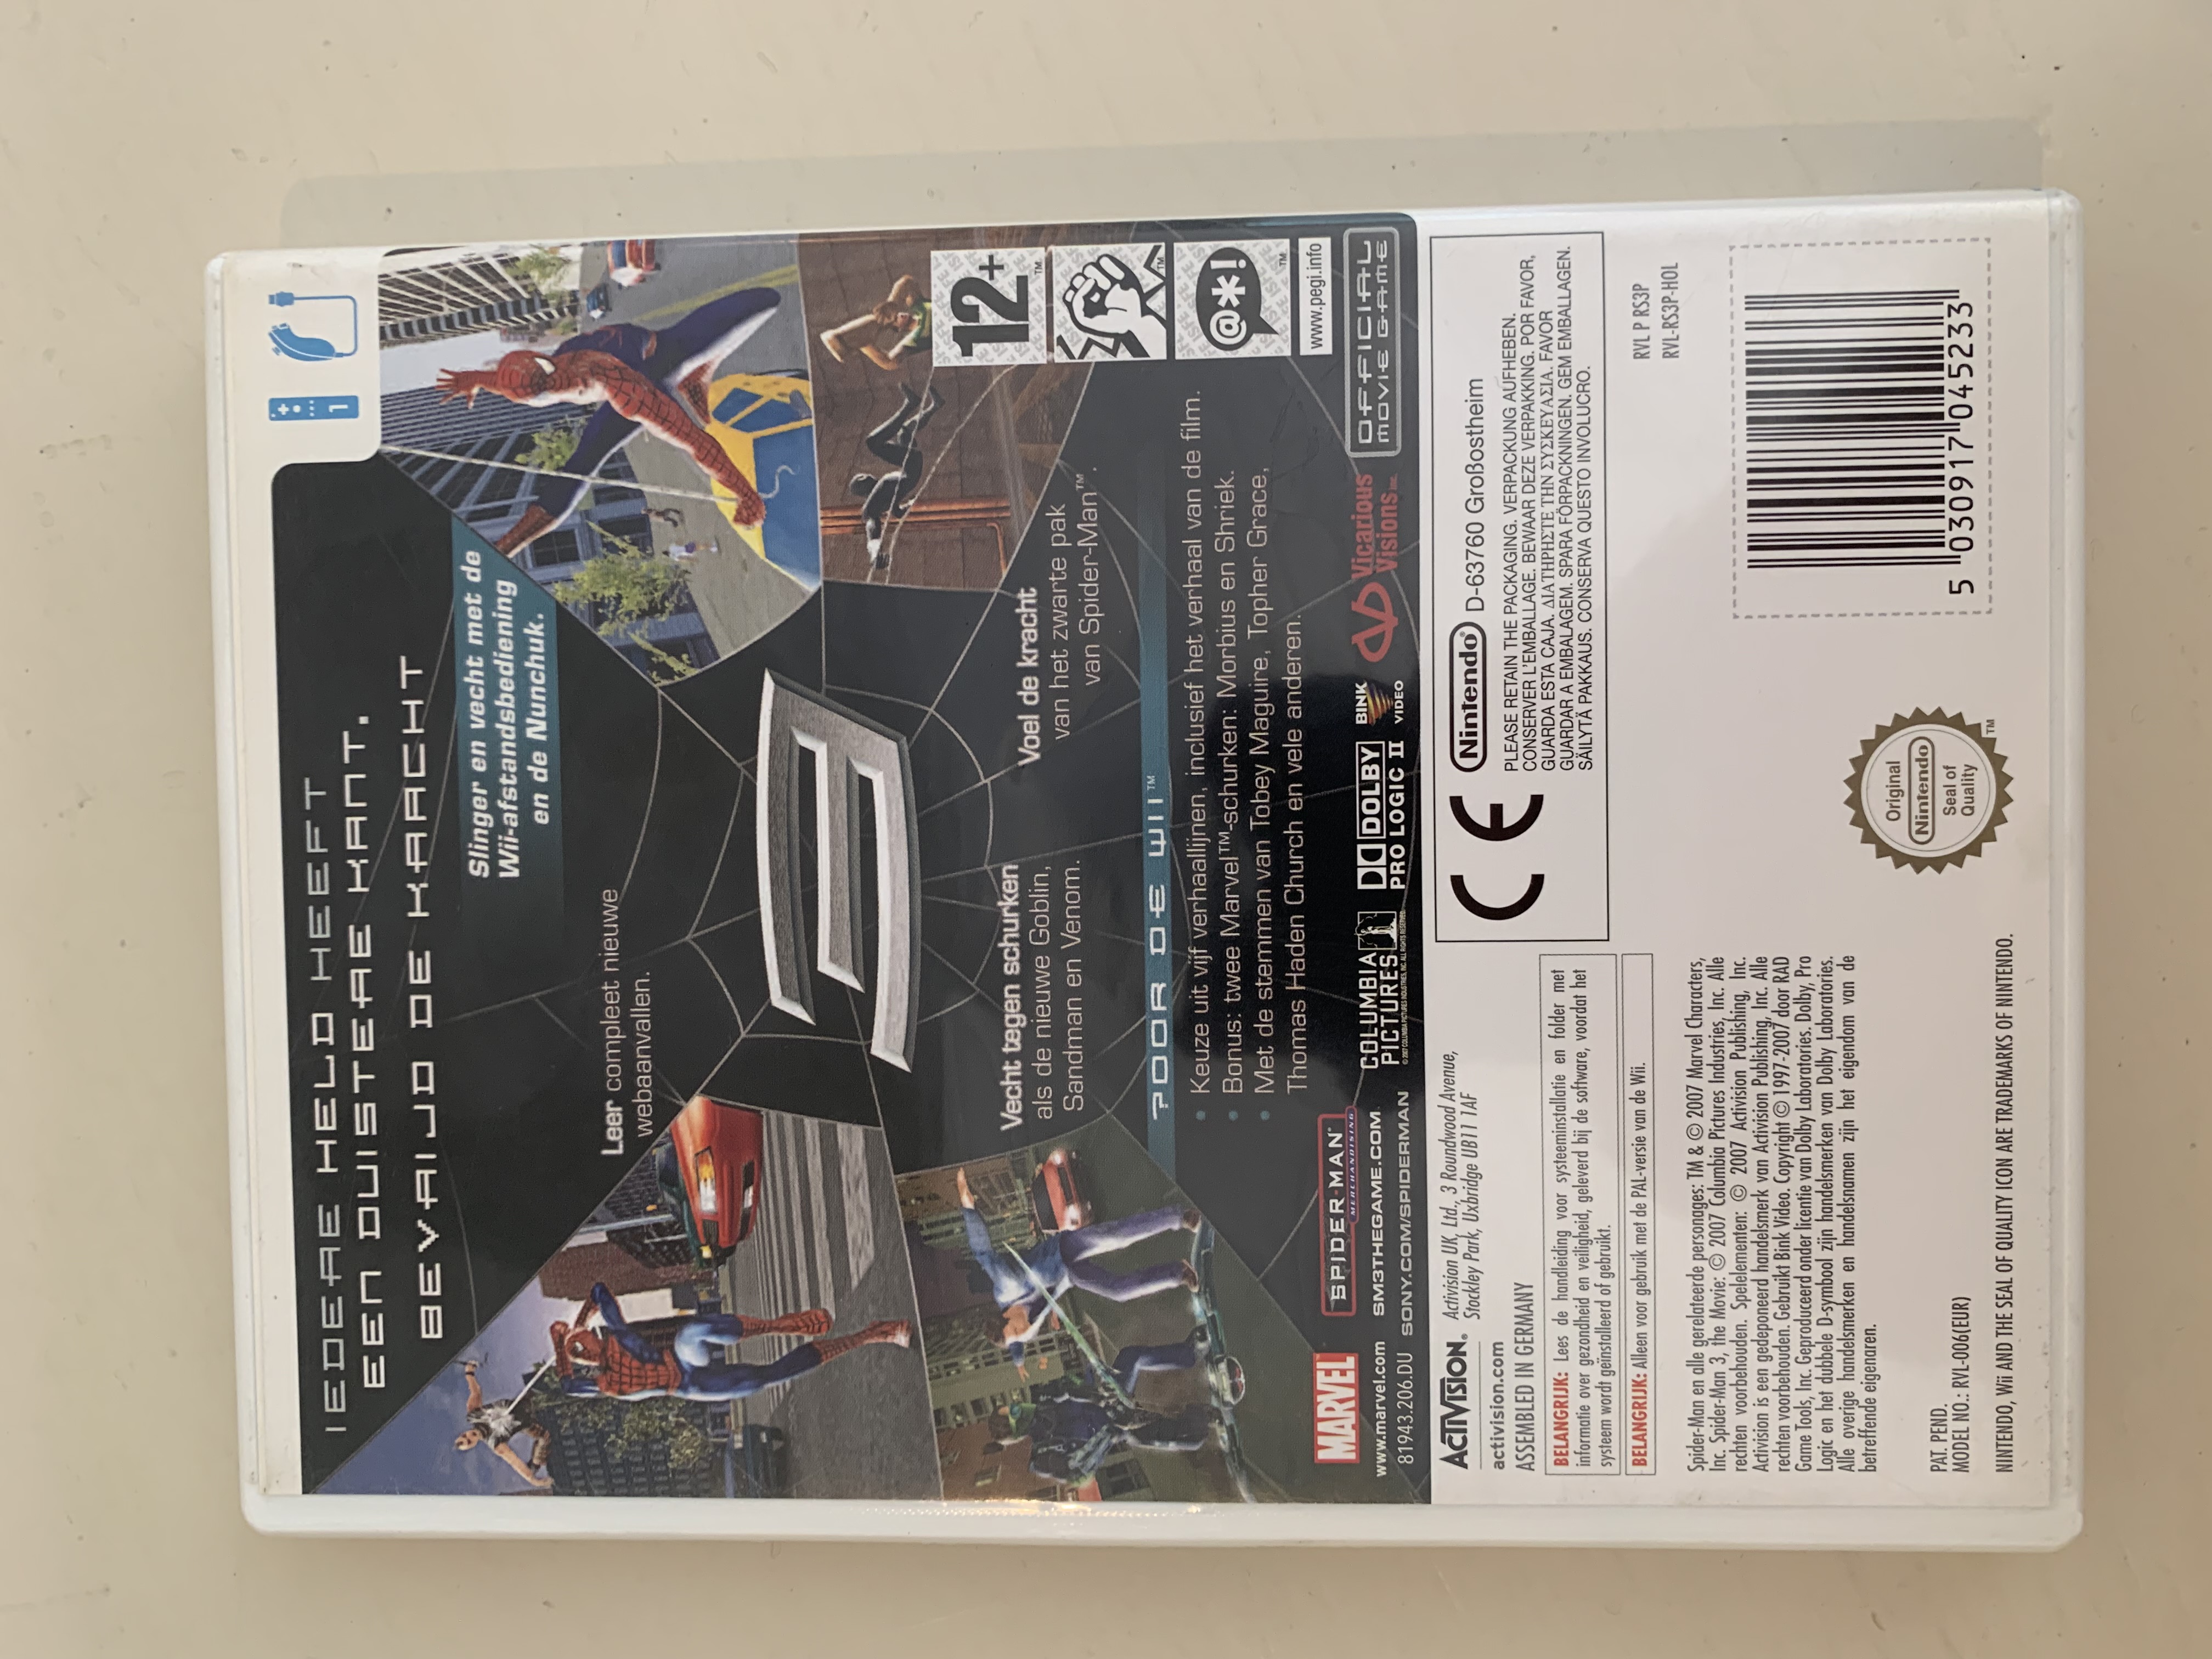 IEDERE HELD HEEFT
EEN DUISTERE KANT.
BEVRIJD DE KRACHT
1
Slinger en vecht met de
Wii-afstandsbediening
en de Nunchuk.
Leer compleet nieuwe
webaanvallen.
3
Vecht tegen schurken
als de nieuwe Goblin,
Sandman en Venom.
Voel de kracht
van het zwarte pak
van Spider-Man™.
12+
™
™
@*!
™
www.pegi.info
VOOR DE WII™
• Keuze uit vijf verhaallijnen, inclusief het verhaal van de film.
• Bonus: twee Marvel™-schurken: Morbius en Shriek.
• Met de stemmen van Tobey Maguire, Topher Grace,
Thomas Haden Church en vele anderen.
MARVEL
www.marvel.com
81943.206.DU
SPIDER-MAN®
MERCHANDISING
SM3THEGAME.COM
SONY.COM/SPIDERMAN
COLUMBIA
PICTURES
© 2007 COLUMBIA PICTURES INDUSTRIES, INC. ALL RIGHTS RESERVED.
DOLBY
PRO LOGIC II
BINK
VIDEO
Vicarious
Visions inc.
OFFICIAL
MOVIE GAME
ACTIVISION®
Activision UK, Ltd., 3 Roundwood Avenue,
Stockley Park, Uxbridge UB11 1AF
activision.com
ASSEMBLED IN GERMANY
BELANGRIJK: Lees de handleiding voor systeeminstallatie en folder met
informatie over gezondheid en veiligheid, geleverd bij de software, voordat het
systeem wordt geïnstalleerd of gebruikt.
BELANGRIJK: Alleen voor gebruik met de PAL-versie van de Wii.
CE
Nintendo® D-63760 Großostheim
PLEASE RETAIN THE PACKAGING. VERPACKUNG AUFHEBEN.
CONSERVER L'EMBALLAGE. BEWAAR DEZE VERPAKKING. POR FAVOR,
GUARDA ESTA CAJA. ΔΙΑΤΗΡΗΣΤΕ ΤΗΝ ΣΥΣΚΕΥΑΣΙΑ. FAVOR
GUARDAR A EMBALAGEM. SPARA FÖRPACKNINGEN. GEM EMBALLAGEN.
SÄILYTÄ PAKKAUS. CONSERVA QUESTO INVOLUCRO.
RVL P RS3P
RVL-RS3P-HOL
Spider-Man en alle gerelateerde personages: TM & © 2007 Marvel Characters,
Inc. Spider-Man 3, the Movie: © 2007 Columbia Pictures Industries, Inc. Alle
rechten voorbehouden. Spelelementen: © 2007 Activision Publishing, Inc.
Activision is een gedeponeerd handelsmerk van Activision Publishing, Inc. Alle
rechten voorbehouden. Gebruikt Bink Video. Copyright © 1997-2007 door RAD
Game Tools, Inc. Geproduceerd onder licentie van Dolby Laboratories. Dolby, Pro
Logic en het dubbele D-symbool zijn handelsmerken van Dolby Laboratories.
Alle overige handelsmerken en handelsnamen zijn het eigendom van de
betreffende eigenaren.
PAT. PEND.
MODEL NO.: RVL-006(EUR)
NINTENDO, Wii AND THE SEAL OF QUALITY ICON ARE TRADEMARKS OF NINTENDO.
Original
Nintendo
Seal of
Quality
™
5 030917 045233